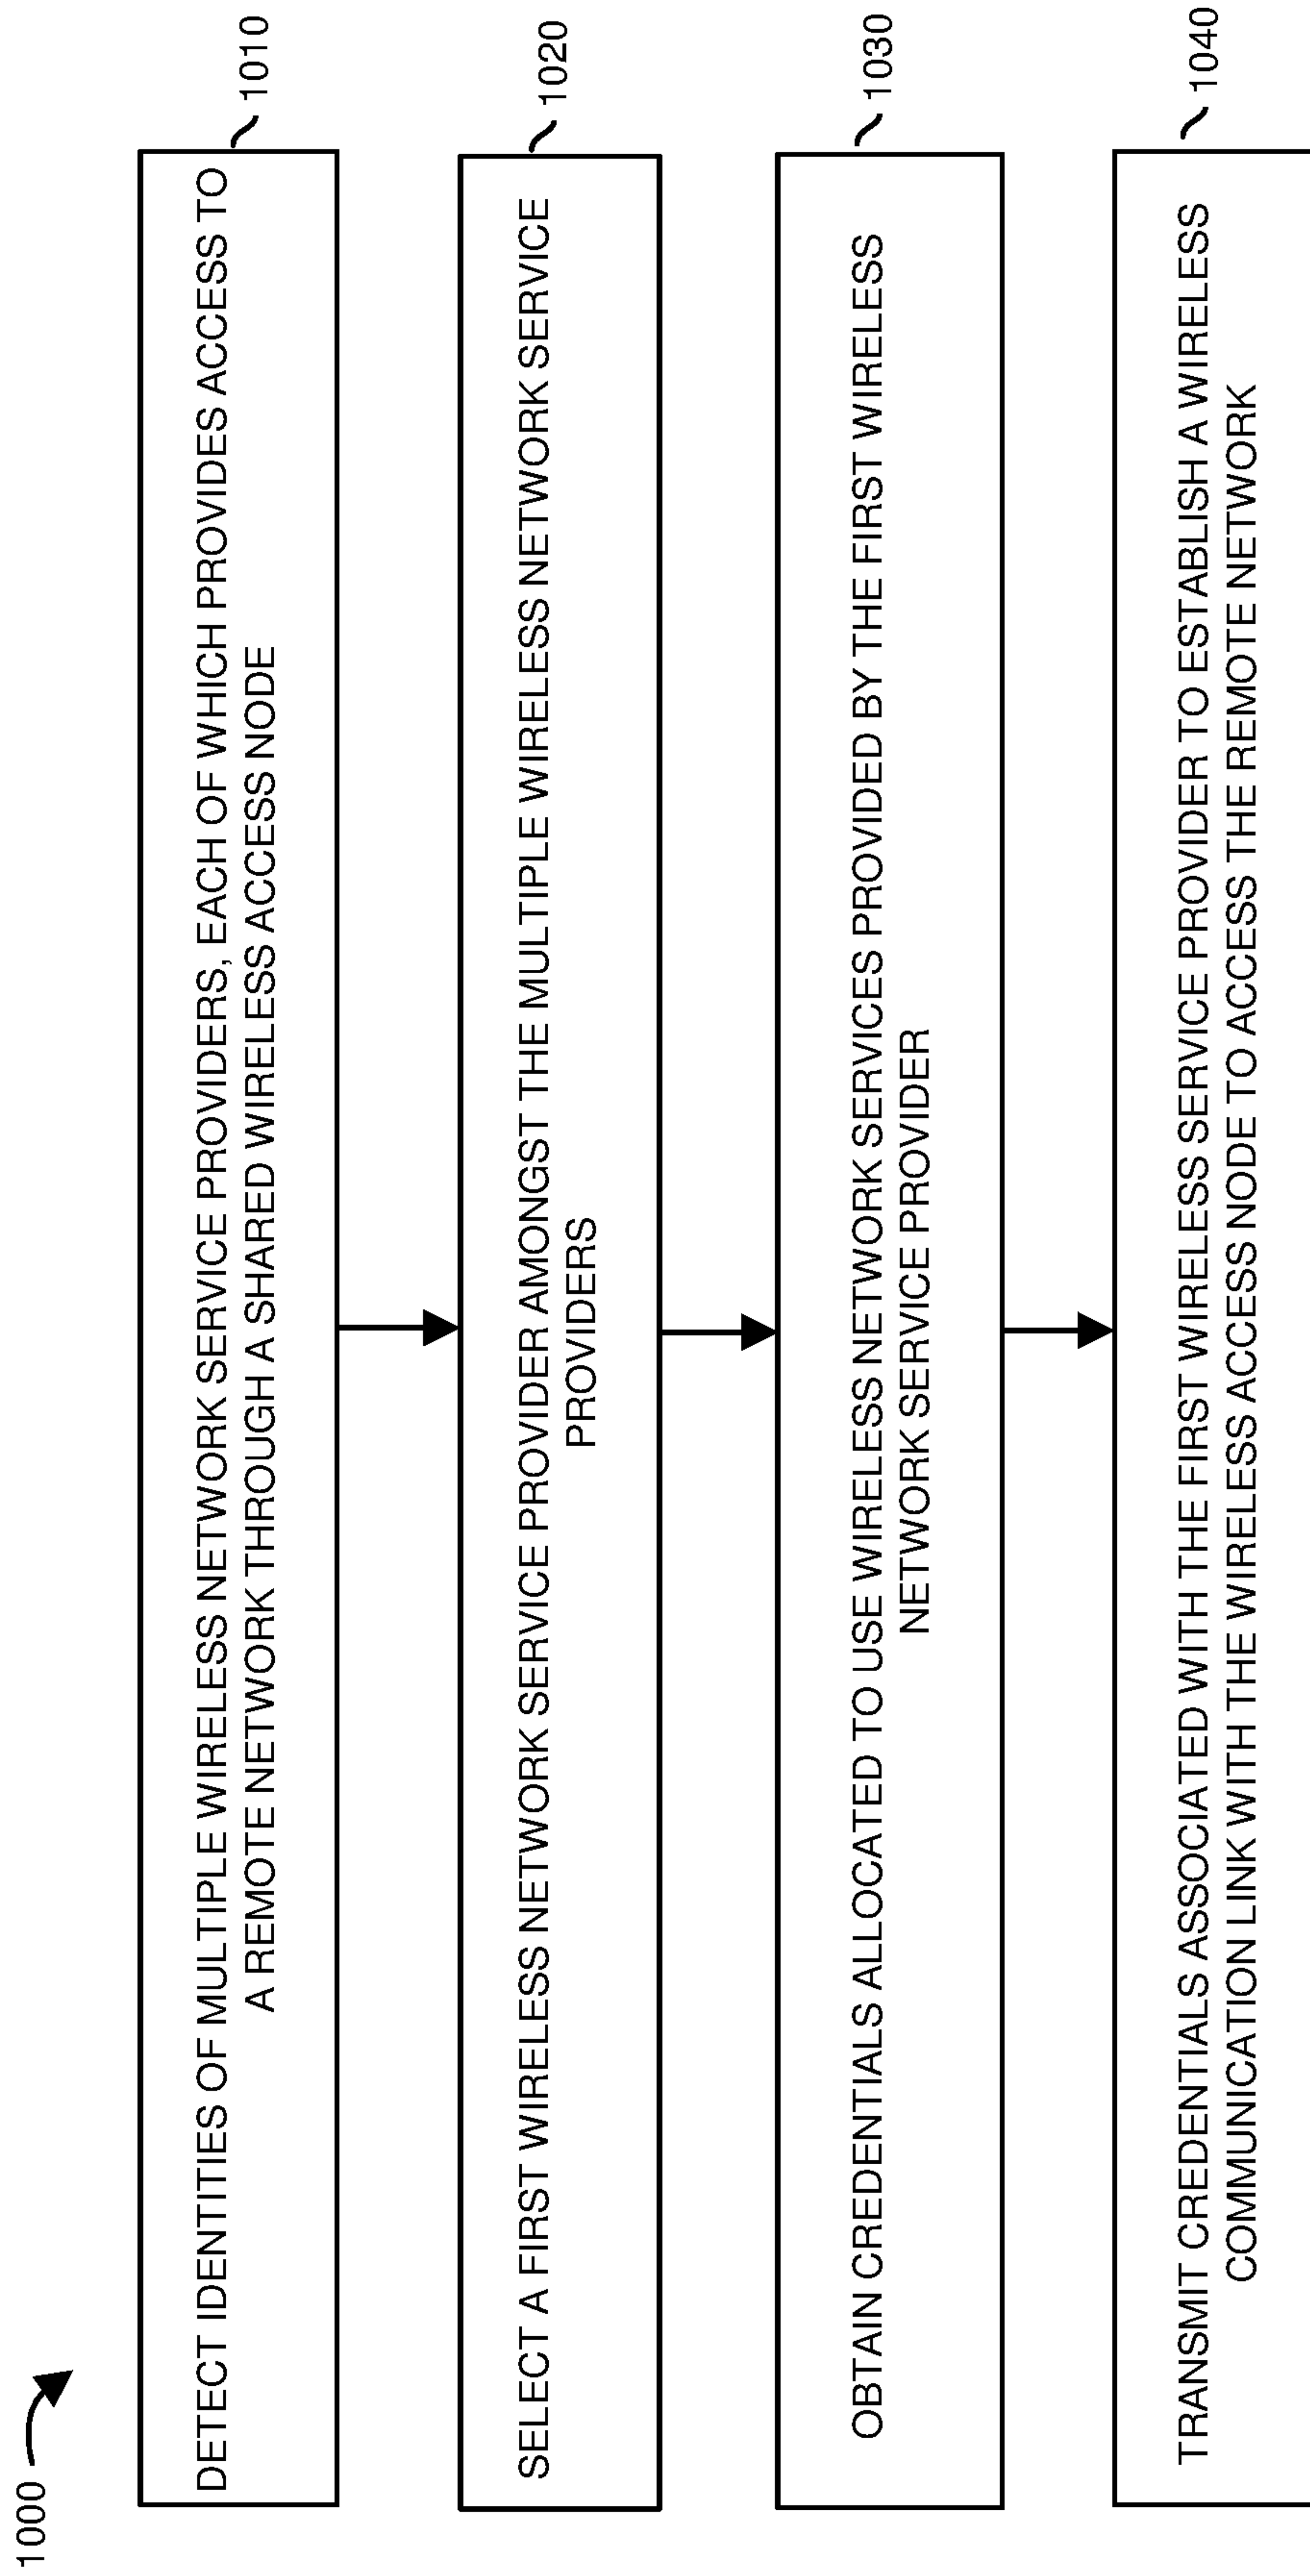 1000
DETECT IDENTITIES OF MULTIPLE WIRELESS NETWORK SERVICE PROVIDERS, EACH OF WHICH PROVIDES ACCESS TO
A REMOTE NETWORK THROUGH A SHARED WIRELESS ACCESS NODE
1010
SELECT A FIRST WIRELESS NETWORK SERVICE PROVIDER AMONGST THE MULTIPLE WIRELESS NETWORK SERVICE
PROVIDERS
1020
OBTAIN CREDENTIALS ALLOCATED TO USE WIRELESS NETWORK SERVICES PROVIDED BY THE FIRST WIRELESS
NETWORK SERVICE PROVIDER
1030
TRANSMIT CREDENTIALS ASSOCIATED WITH THE FIRST WIRELESS SERVICE PROVIDER TO ESTABLISH A WIRELESS
COMMUNICATION LINK WITH THE WIRELESS ACCESS NODE TO ACCESS THE REMOTE NETWORK
1040